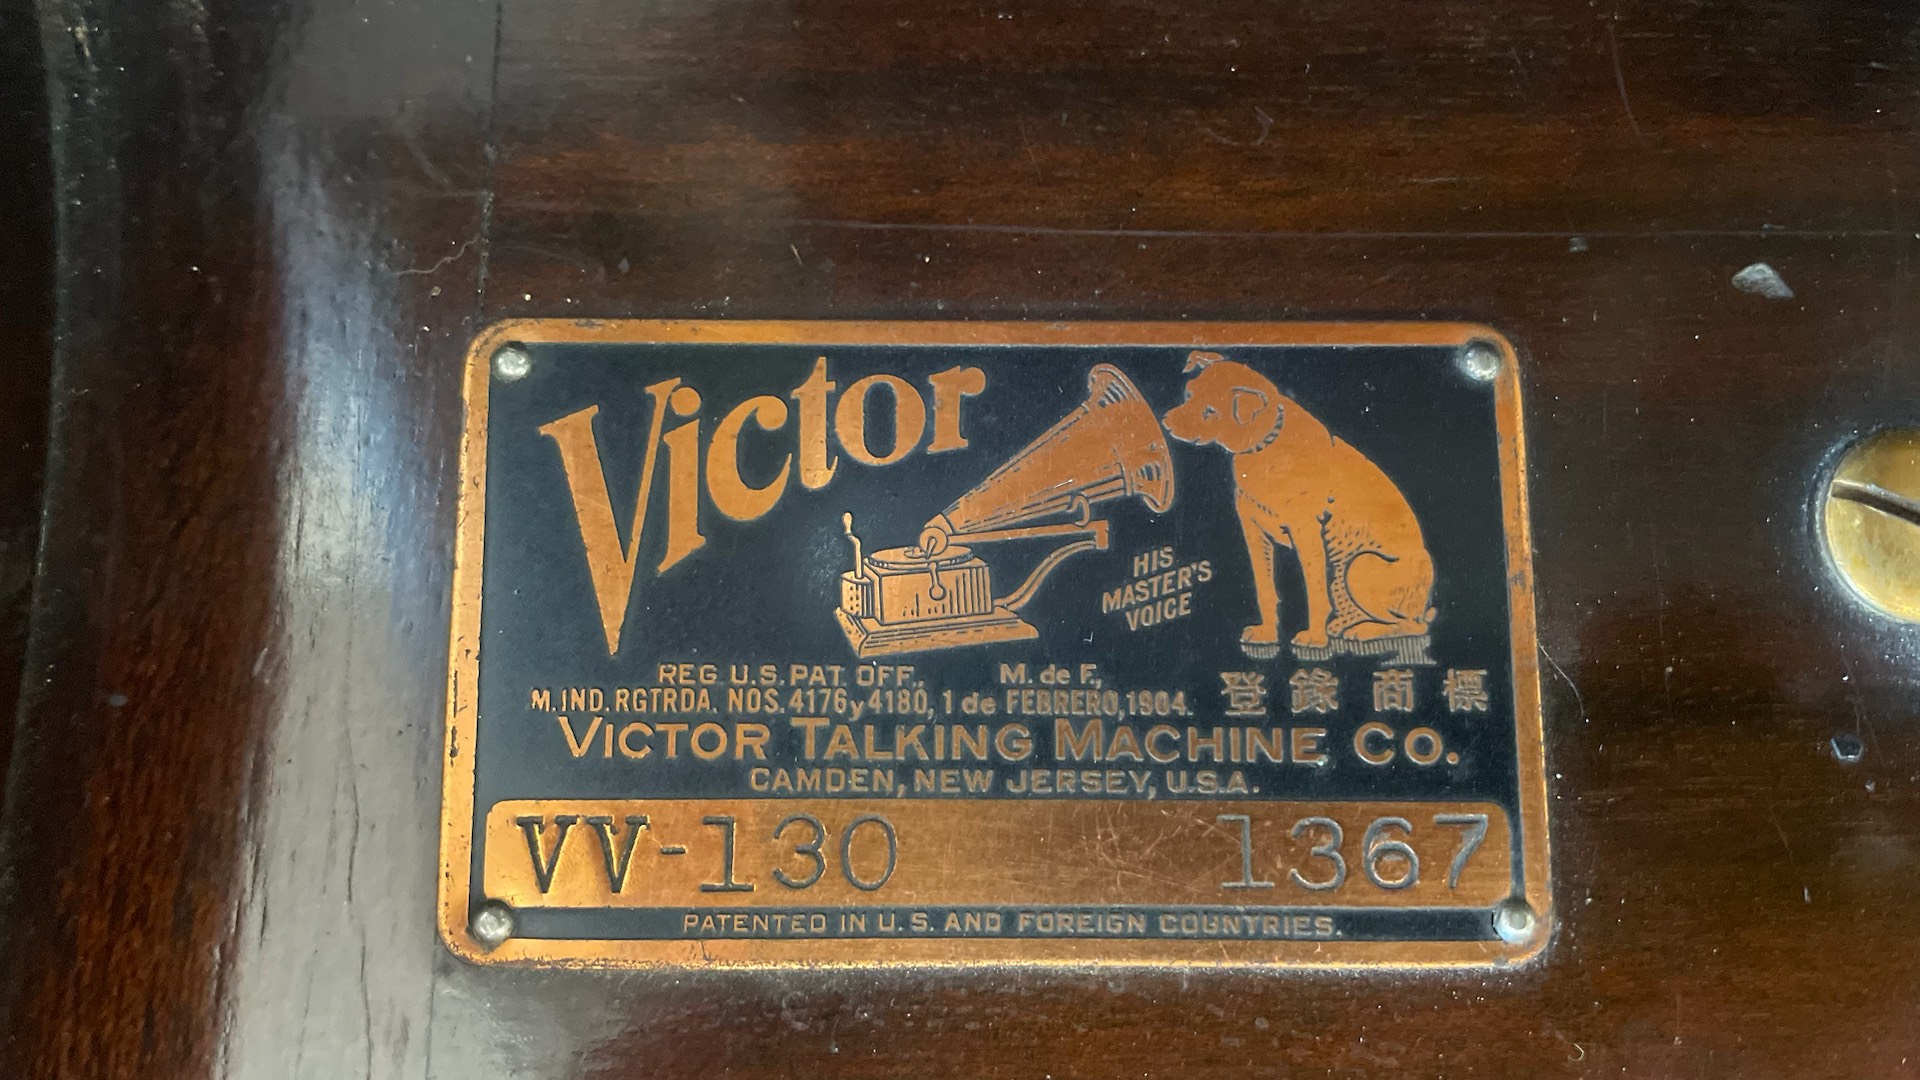 Victor
HIS
MASTER'S
VOICE
REG. U.S. PAT. OFF., M. de F.,
M. IND. RGTRDA. NOS. 4176 y 4180, 1 de FEBRERO, 1904. 登錄商標
VICTOR TALKING MACHINE CO.
CAMDEN, NEW JERSEY, U.S.A.
VV-130 1367
PATENTED IN U.S. AND FOREIGN COUNTRIES.